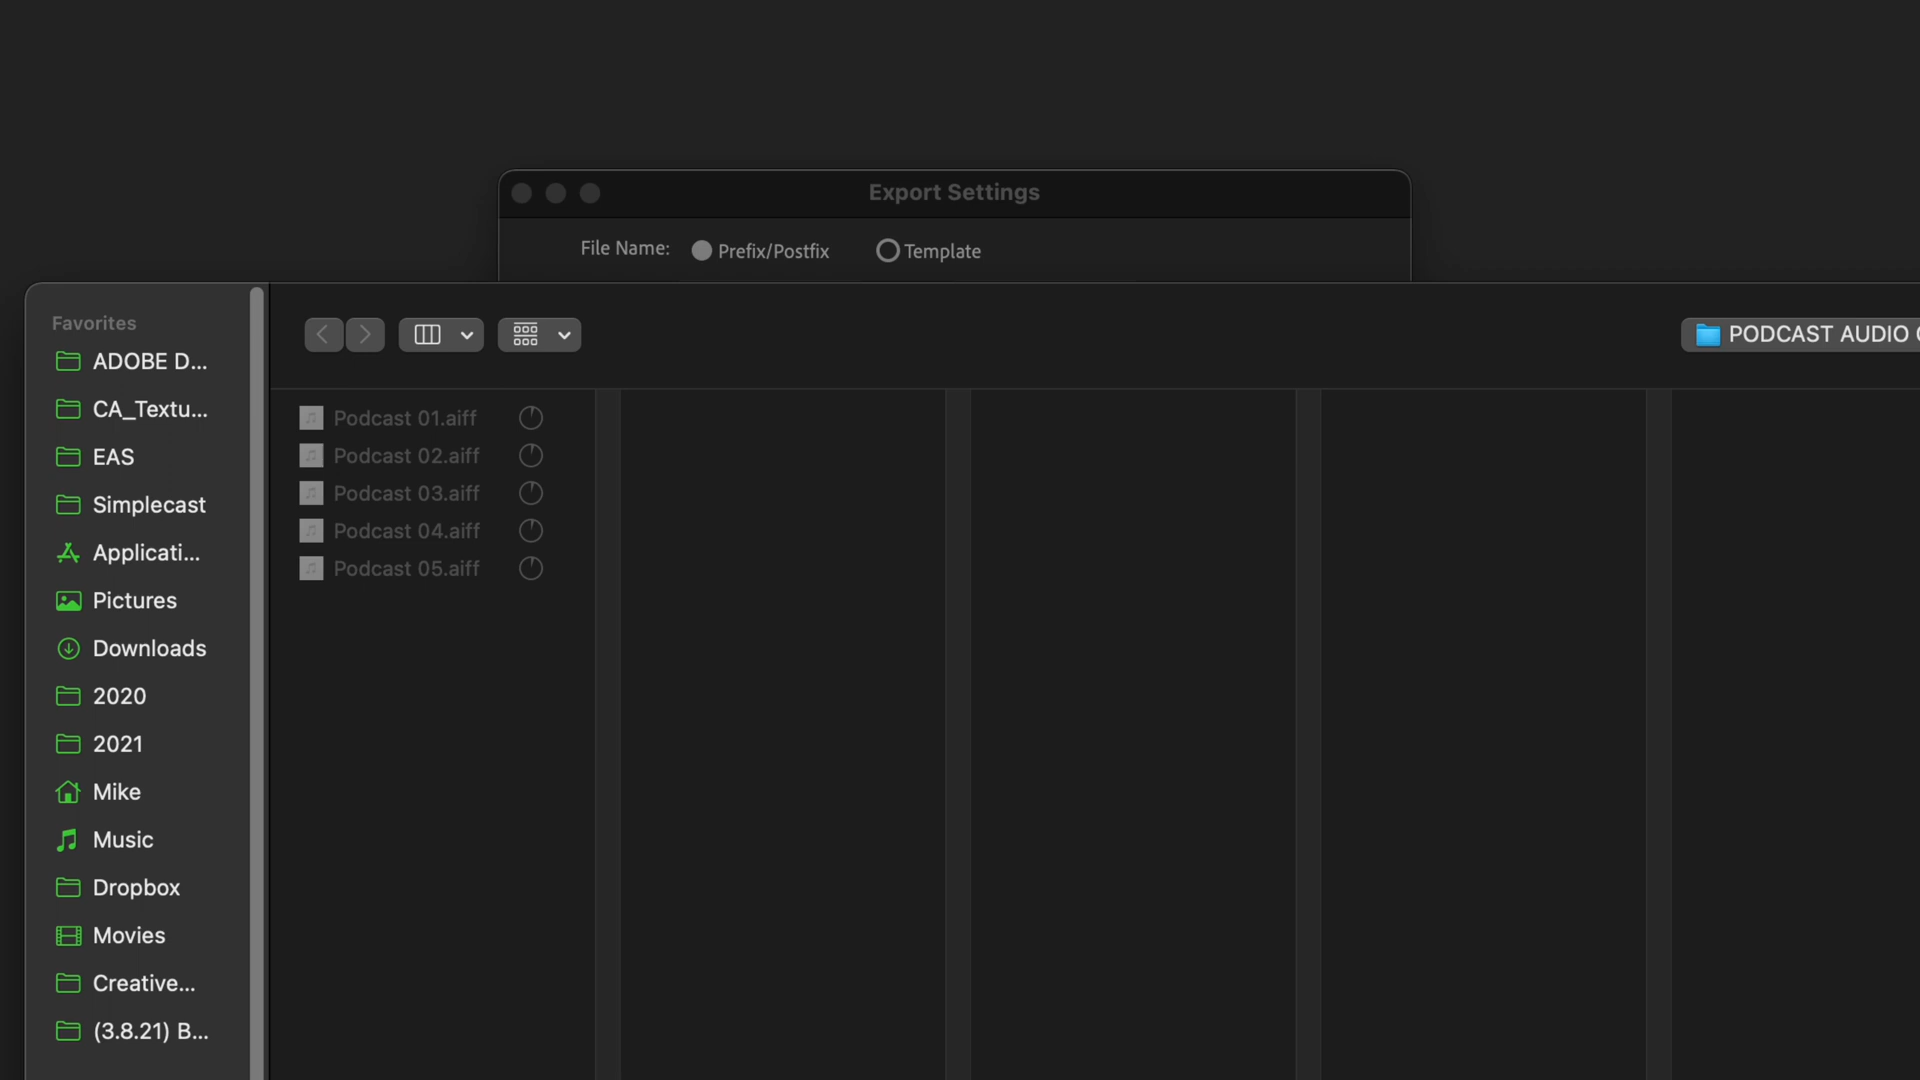 Export Settings
File Name: Prefix/Postfix Template
Favorites
ADOBE D...
CA_Textu...
EAS
Simplecast
Applicati...
Pictures
Downloads
2020
2021
Mike
Music
Dropbox
Movies
Creative...
(3.8.21) B...
PODCAST AUDIO
Podcast 01.aiff
Podcast 02.aiff
Podcast 03.aiff
Podcast 04.aiff
Podcast 05.aiff